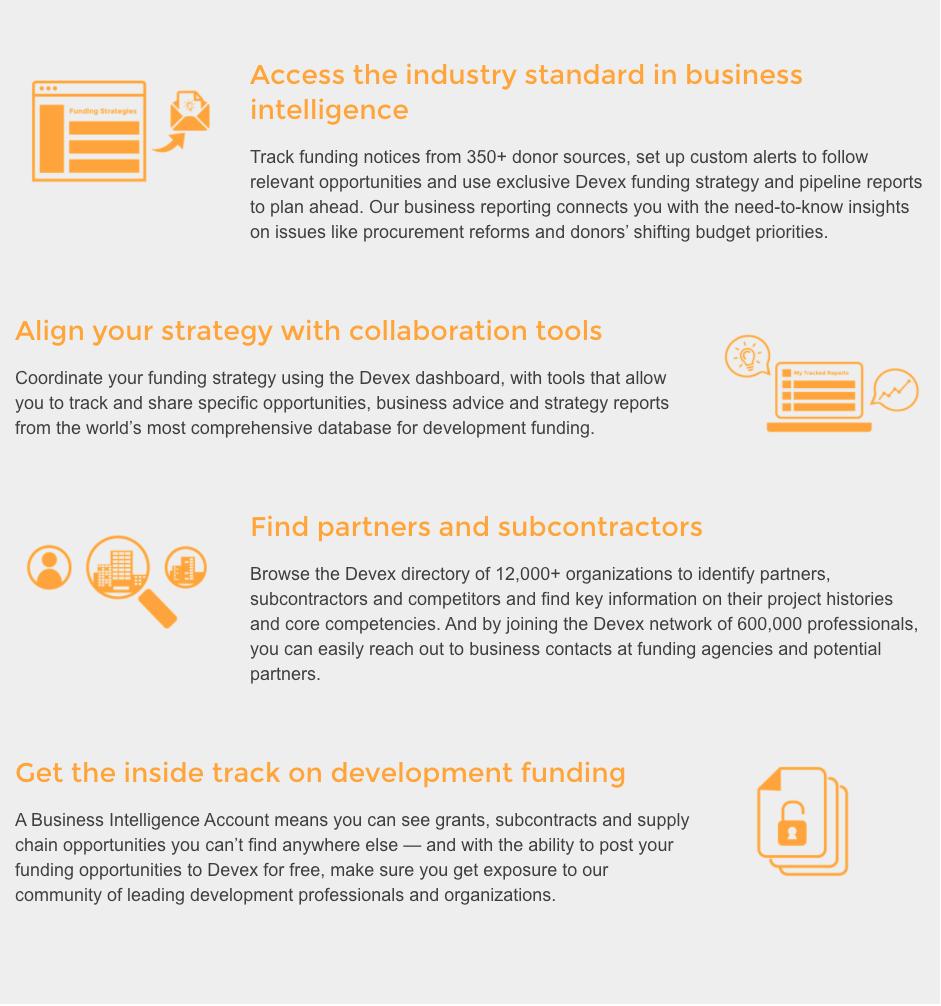 Access the industry standard in business
intelligence
Funding Strategies
Track funding notices from 350+ donor sources, set up custom alerts to follow
relevant opportunities and use exclusive Devex funding strategy and pipeline reports
to plan ahead. Our business reporting connects you with the need-to-know insights
on issues like procurement reforms and donors’ shifting budget priorities.
Align your strategy with collaboration tools
Coordinate your funding strategy using the Devex dashboard, with tools that allow
you to track and share specific opportunities, business advice and strategy reports
from the world’s most comprehensive database for development funding.
My Tracked Reports
Find partners and subcontractors
Browse the Devex directory of 12,000+ organizations to identify partners,
subcontractors and competitors and find key information on their project histories
and core competencies. And by joining the Devex network of 600,000 professionals,
you can easily reach out to business contacts at funding agencies and potential
partners.
Get the inside track on development funding
A Business Intelligence Account means you can see grants, subcontracts and supply
chain opportunities you can’t find anywhere else — and with the ability to post your
funding opportunities to Devex for free, make sure you get exposure to our
community of leading development professionals and organizations.